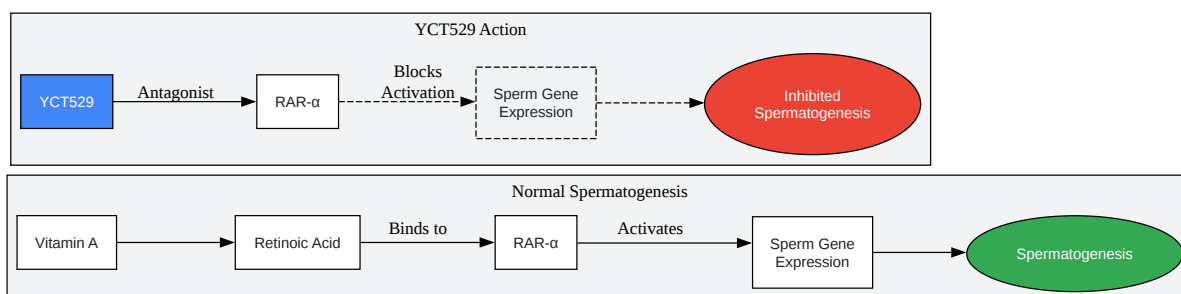 YCT529 Action
YCT529
Antagonist
RAR-α
Blocks
Activation
Sperm Gene
Expression
Inhibited
Spermatogenesis
Normal Spermatogenesis
Vitamin A
Retinoic Acid
Binds to
RAR-α
Activates
Sperm Gene
Expression
Spermatogenesis